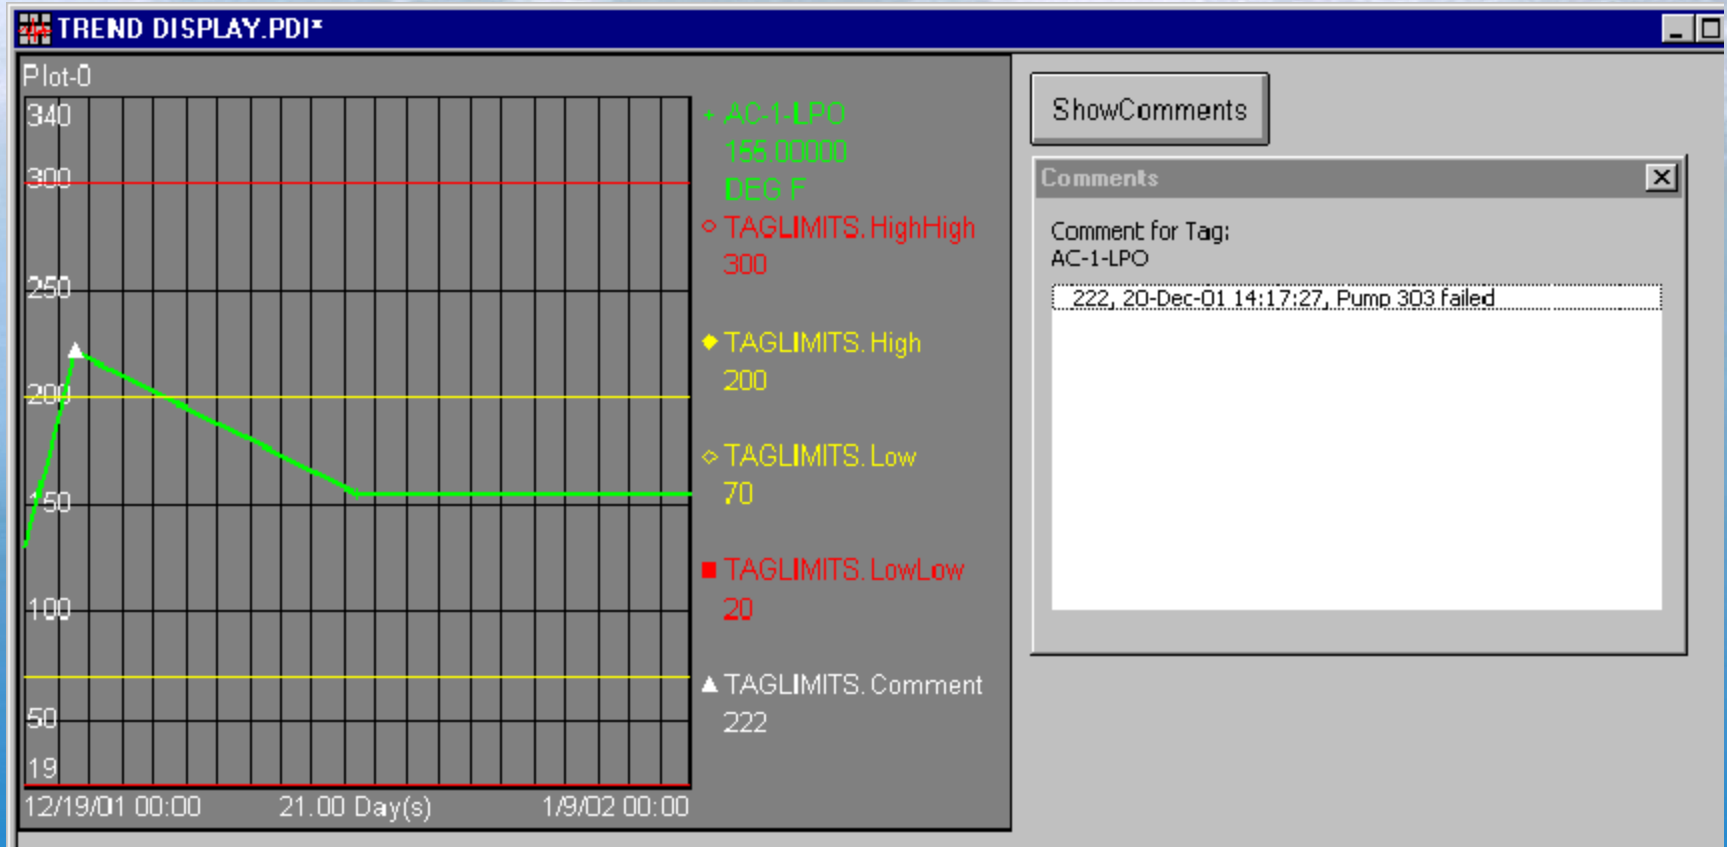 TREND DISPLAY.PDI*
Plot-0
340
300
250
200
150
100
50
19
12/19/01 00:00 21.00 Day(s) 1/9/02 00:00
AC-1-LPO
155.00000
DEG F
TAGLIMITS.HighHigh
300
TAGLIMITS.High
200
TAGLIMITS.Low
70
TAGLIMITS.LowLow
20
TAGLIMITS.Comment
222
ShowComments
Comments
Comment for Tag:
AC-1-LPO
222, 20-Dec-01 14:17:27, Pump 303 failed